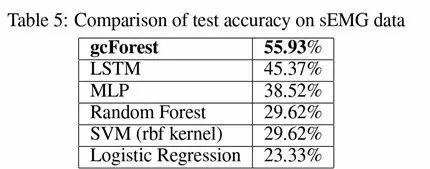 Table 5: Comparison of test accuracy on sEMG data
gcForest 55.93%
LSTM 45.37%
MLP 38.52%
Random Forest 29.62%
SVM (rbf kernel) 29.62%
Logistic Regression 23.33%